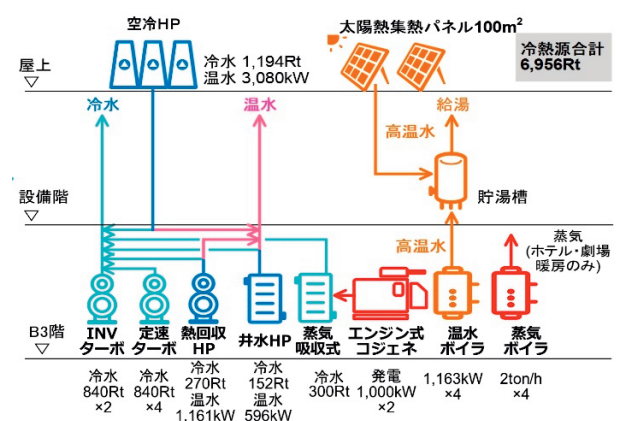 空冷HP
太陽熱集熱パネル100m²
冷水 1,194Rt
温水 3,080kW
冷熱源合計
6,956Rt
屋上
冷水
温水
給湯
高温水
設備階
貯湯槽
高温水
蒸気
(ホテル・劇場
暖房のみ)
B3階
INV
ターボ
定速
ターボ
熱回収
HP
井水HP
蒸気
吸収式
エンジン式
コジェネ
温水
ボイラ
蒸気
ボイラ
冷水
840Rt
×2
冷水
840Rt
×4
冷水
270Rt
温水
1,161kW
冷水
152Rt
温水
596kW
冷水
300Rt
発電
1,000kW
×2
1,163kW
×4
2ton/h
×4